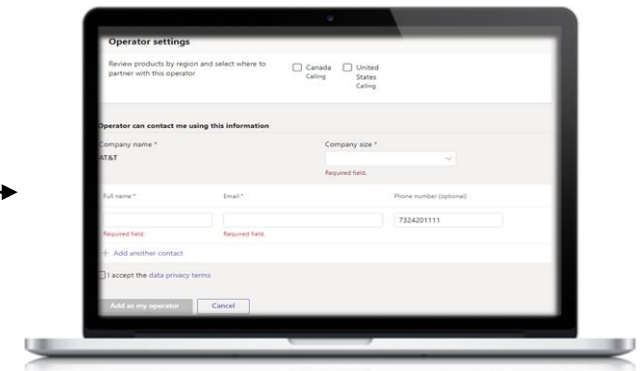 Operator settings
Review products by region and select where to
partner with this operator
Canada
Calling
United
States
Calling
Operator can contact me using this information
Company name *
Company size *
AT&T
Required field.
Full name *
Email *
Phone number (optional)
7324201111
Required field.
Required field.
+ Add another contact
I accept the data privacy terms
Add as my operator
Cancel